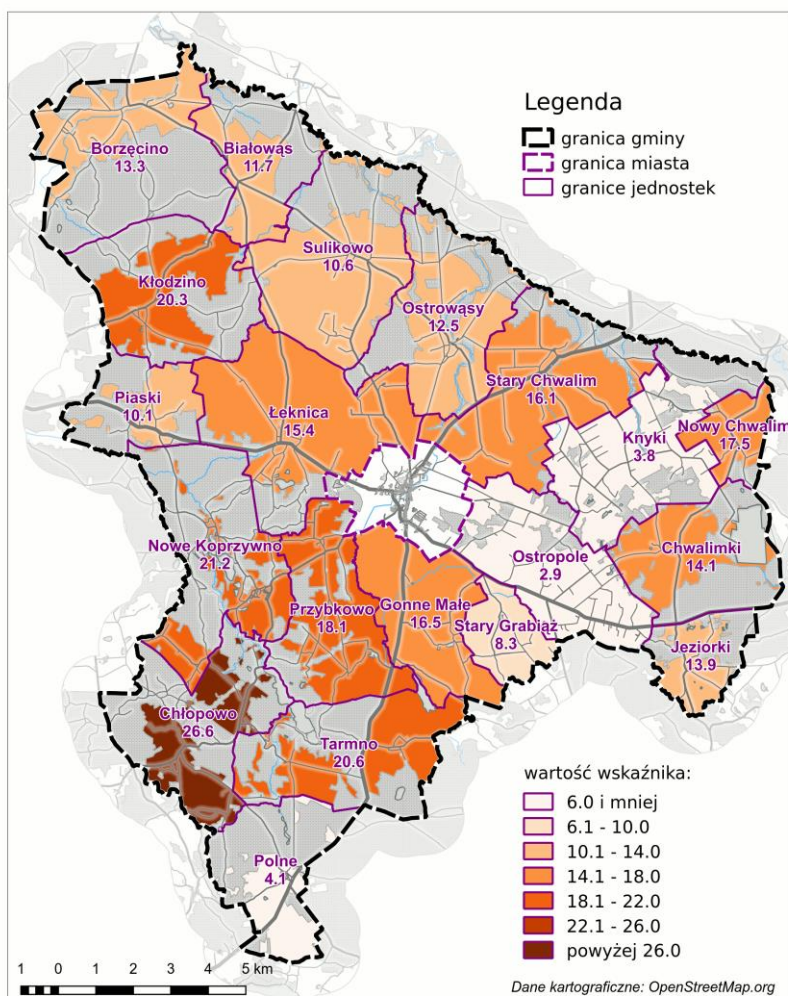 Legenda
granica gminy
granica miasta
granice jednostek
Borzęcino
13.3
Białowąs
11.7
Sulikowo
10.6
Kłodzino
20.3
Ostrowąsy
12.5
Stary Chwalim
16.1
Piaski
10.1
Łeknica
15.4
Knyki
3.8
Nowy Chwalim
17.5
Nowe Koprzywno
21.2
Ostropole
2.9
Chwalimki
14.1
Przybkowo
18.1
Gonne Małe
16.5
Stary Grabiąż
8.3
Jeziorki
13.9
Chłopowo
26.6
Tarmno
20.6
Polne
4.1
wartość wskaźnika:
6.0 i mniej
6.1 - 10.0
10.1 - 14.0
14.1 - 18.0
18.1 - 22.0
22.1 - 26.0
powyżej 26.0
1 0 1 2 3 4 5 km
Dane kartograficzne: OpenStreetMap.org